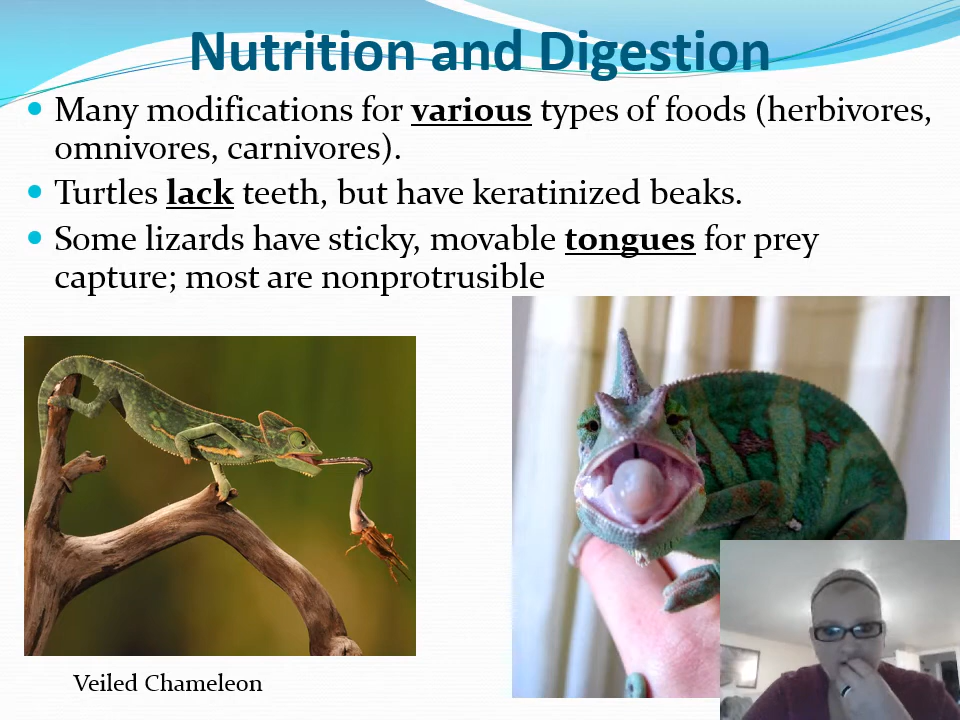 Nutrition and Digestion
Many modifications for various types of foods (herbivores,
omnivores, carnivores).
Turtles lack teeth, but have keratinized beaks.
Some lizards have sticky, movable tongues for prey
capture; most are nonprotrusible
Veiled Chameleon